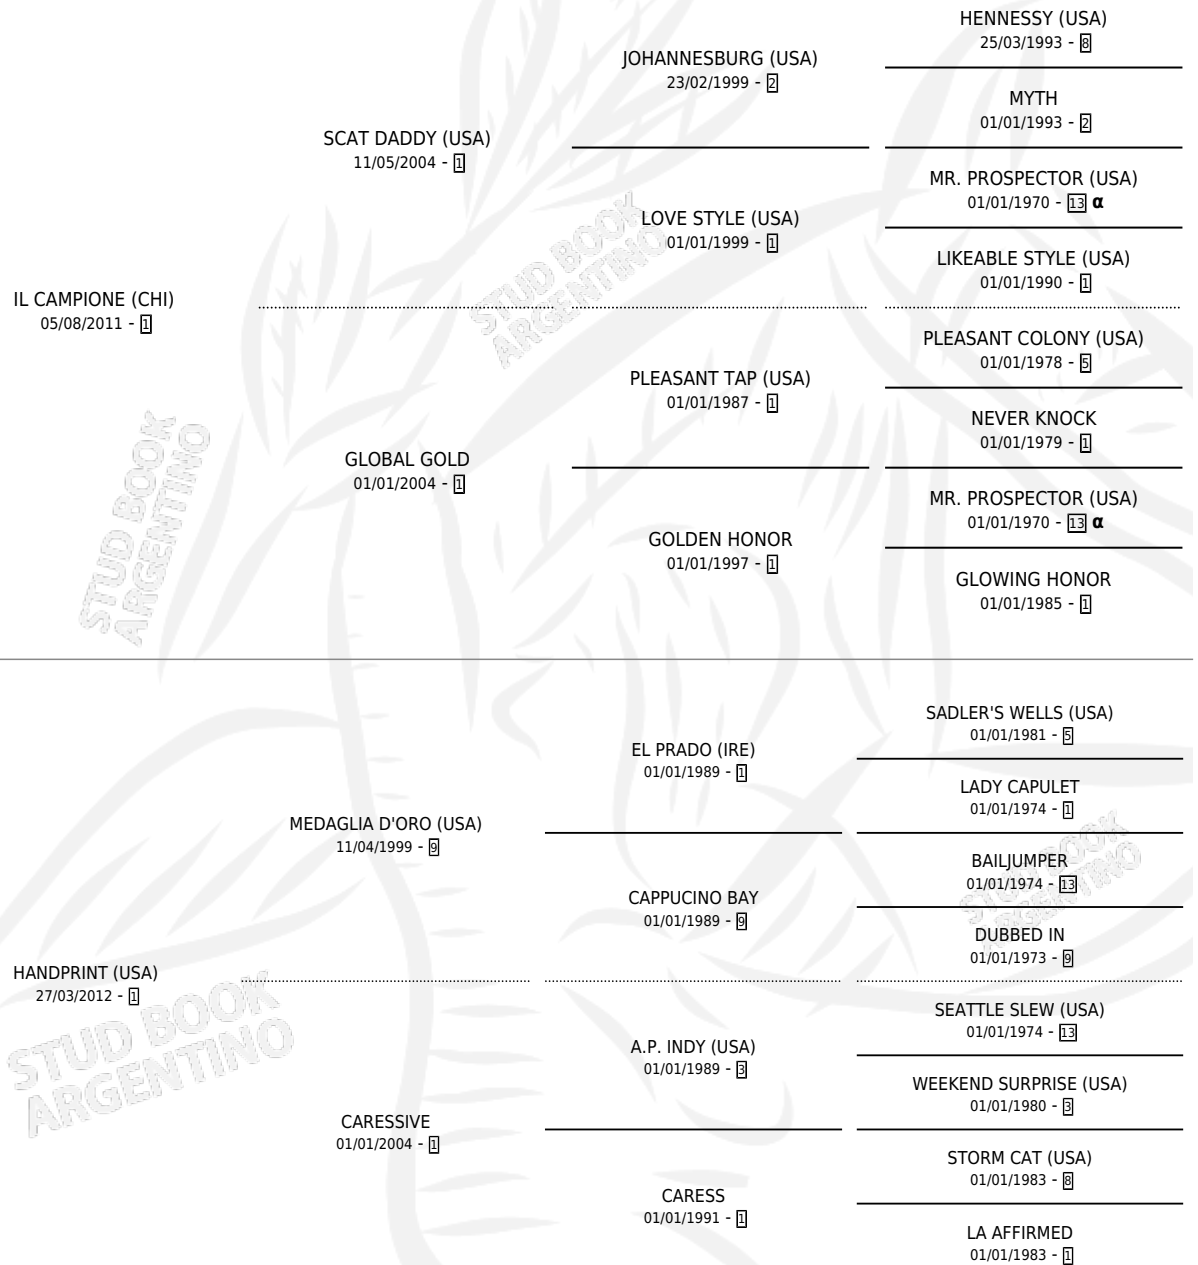 HENNESSY (USA)
25/03/1993 - 8
JOHANNESBURG (USA)
23/02/1999 - 2
MYTH
01/01/1993 - 2
SCAT DADDY (USA)
11/05/2004 - 1
MR. PROSPECTOR (USA)
01/01/1970 - 13 α
LOVE STYLE (USA)
01/01/1999 - 1
LIKEABLE STYLE (USA)
01/01/1990 - 1
IL CAMPIONE (CHI)
05/08/2011 - 1
PLEASANT COLONY (USA)
01/01/1978 - 5
PLEASANT TAP (USA)
01/01/1987 - 1
NEVER KNOCK
01/01/1979 - 1
GLOBAL GOLD
01/01/2004 - 1
MR. PROSPECTOR (USA)
01/01/1970 - 13 α
GOLDEN HONOR
01/01/1997 - 1
GLOWING HONOR
01/01/1985 - 1
SADLER'S WELLS (USA)
01/01/1981 - 5
EL PRADO (IRE)
01/01/1989 - 1
LADY CAPULET
01/01/1974 - 1
MEDAGLIA D'ORO (USA)
11/04/1999 - 9
BAILJUMPER
01/01/1974 - 13
CAPPUCINO BAY
01/01/1989 - 9
DUBBED IN
01/01/1973 - 9
HANDPRINT (USA)
27/03/2012 - 1
SEATTLE SLEW (USA)
01/01/1974 - 13
A.P. INDY (USA)
01/01/1989 - 3
WEEKEND SURPRISE (USA)
01/01/1980 - 3
CARESSIVE
01/01/2004 - 1
STORM CAT (USA)
01/01/1983 - 8
CARESS
01/01/1991 - 1
LA AFFIRMED
01/01/1983 - 1
STUD BOOK
ARGENTINO
STUD BOOK
ARGENTINO
STUD BOOK
ARGENTINO
STUD BOOK
ARGENTINO